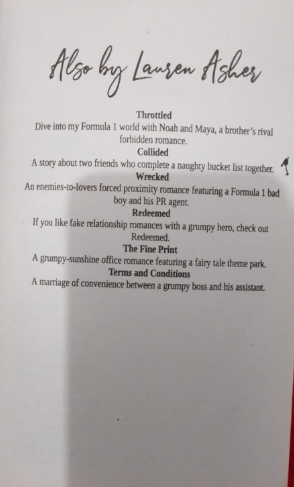 Also by Lauren Asher
Throttled
Dive into my Formula 1 world with Noah and Maya, a brother's rival
forbidden romance.
Collided
A story about two friends who complete a naughty bucket list together.
Wrecked
An enemies-to-lovers forced proximity romance featuring a Formula 1 bad
boy and his PR agent.
Redeemed
If you like fake relationship romances with a grumpy hero, check out
Redeemed.
The Fine Print
A grumpy-sunshine office romance featuring a fairy tale theme park.
Terms and Conditions
A marriage of convenience between a grumpy boss and his assistant.